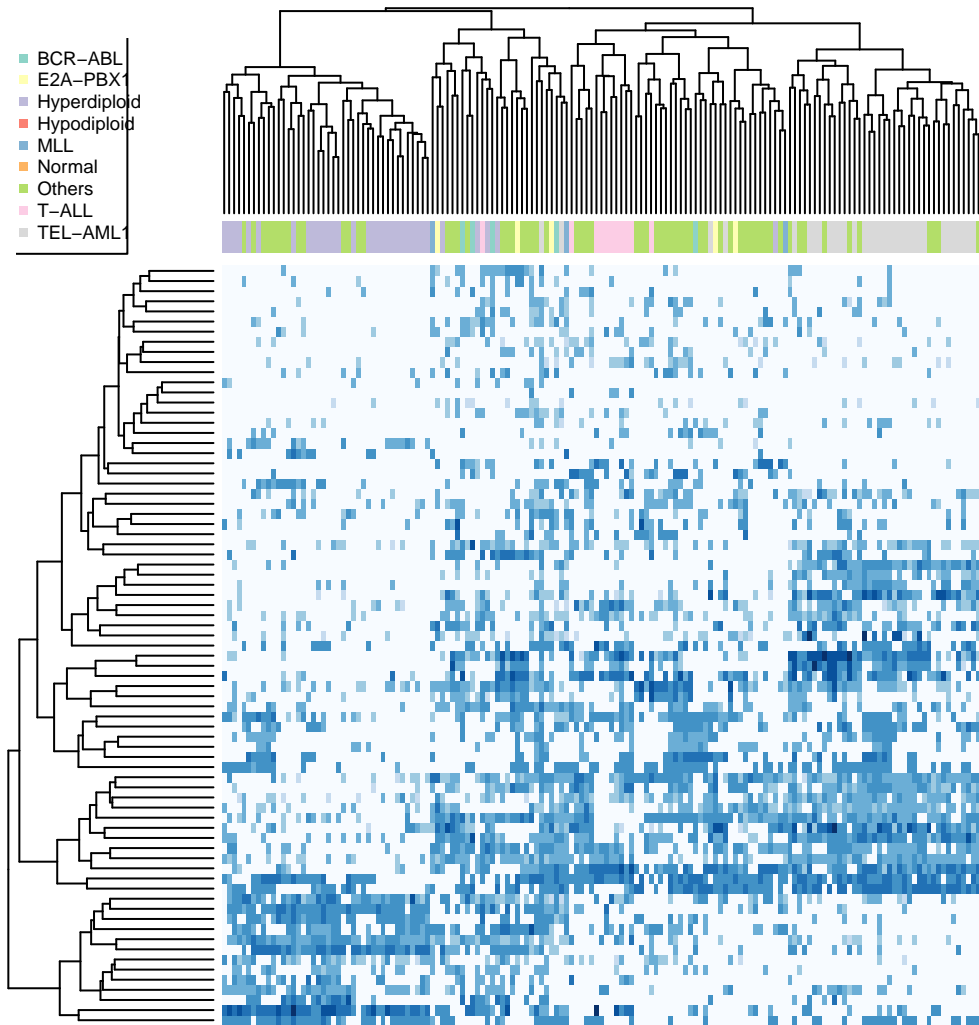 BCR−ABL
E2A−PBX1
Hyperdiploid
Hypodiploid
MLL
Normal
Others
T−ALL
TEL−AML1